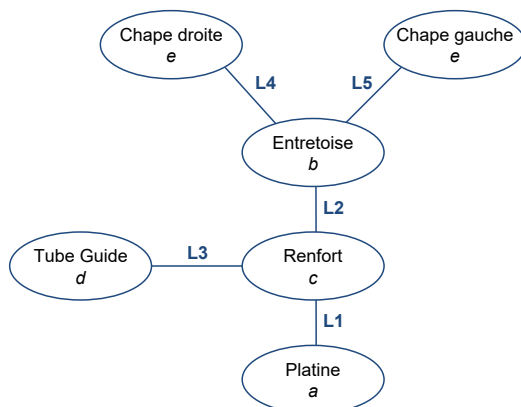 Chape droite
e
Chape gauche
e
L4
L5
Entretoise
b
L2
Tube Guide
d
L3
Renfort
c
L1
Platine
a